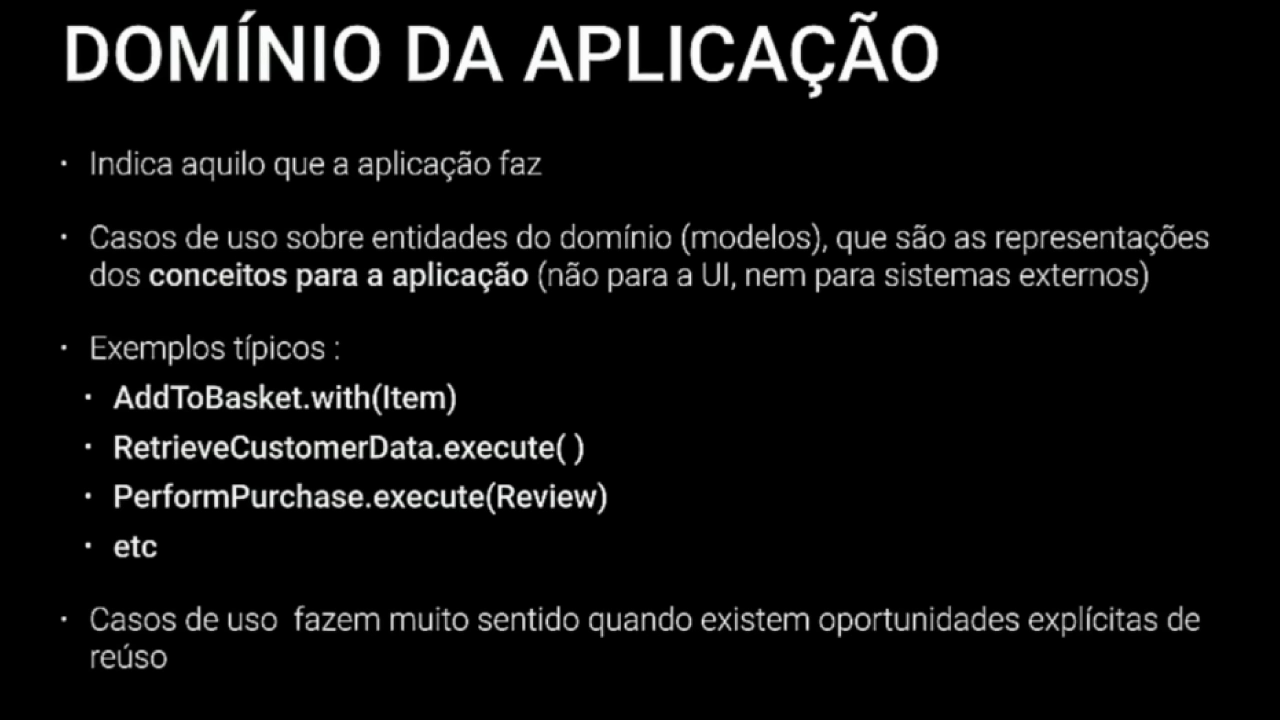 DOMÍNIO DA APLICAÇÃO
• Indica aquilo que a aplicação faz
• Casos de uso sobre entidades do domínio (modelos), que são as representações
dos conceitos para a aplicação (não para a UI, nem para sistemas externos)
• Exemplos típicos :
• AddToBasket.with(Item)
• RetrieveCustomerData.execute( )
• PerformPurchase.execute(Review)
• etc
• Casos de uso  fazem muito sentido quando existem oportunidades explícitas de
reúso